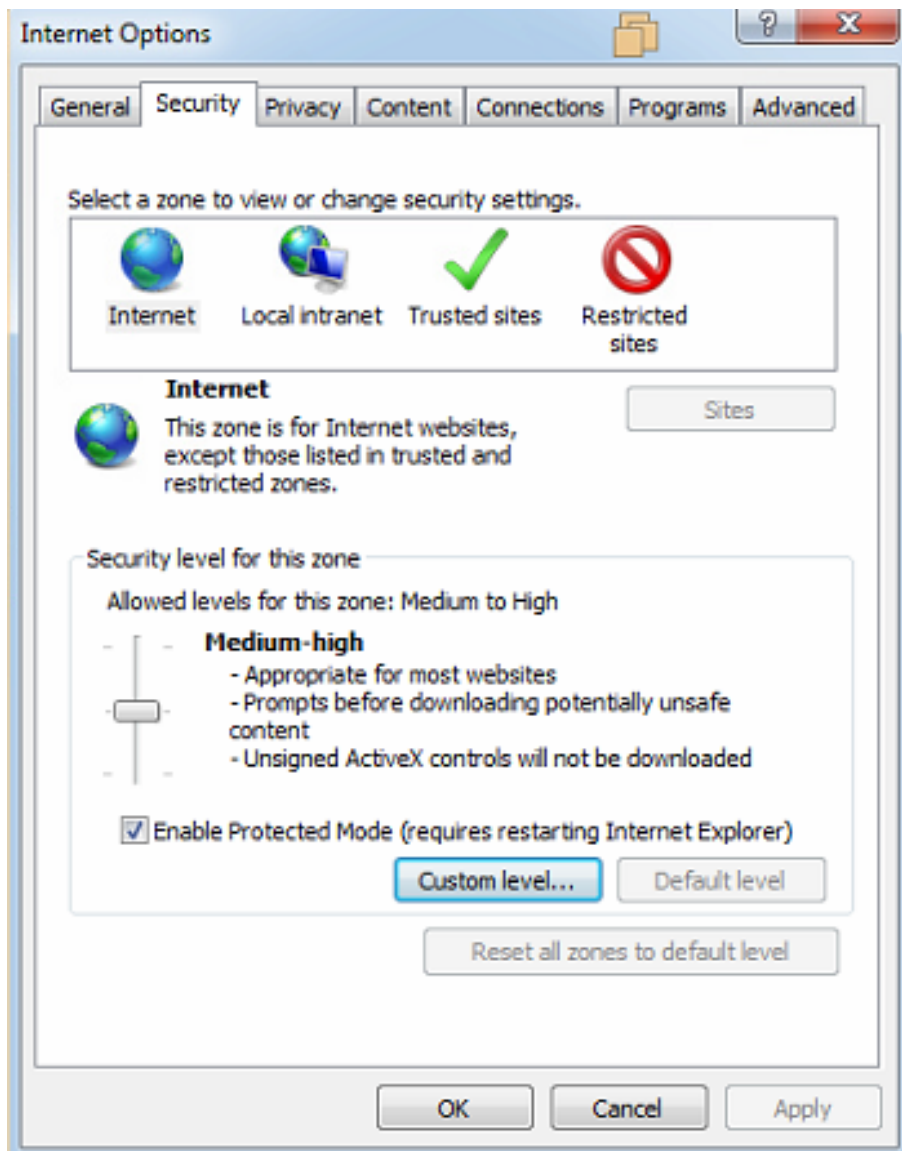 Internet Options
General Security Privacy Content Connections Programs Advanced
Select a zone to view or change security settings.
Internet Local intranet Trusted sites Restricted
sites
Internet
Sites
This zone is for Internet websites,
except those listed in trusted and
restricted zones.
Security level for this zone
Allowed levels for this zone: Medium to High
Medium-high
- Appropriate for most websites
- Prompts before downloading potentially unsafe
content
- Unsigned ActiveX controls will not be downloaded
Enable Protected Mode (requires restarting Internet Explorer)
Custom level... Default level
Reset all zones to default level
OK Cancel Apply